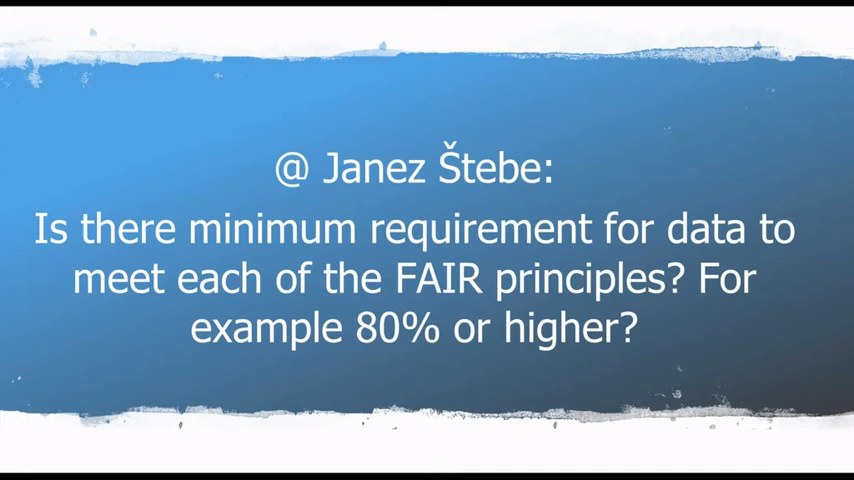 @ Janez Štebe:
Is there minimum requirement for data to
meet each of the FAIR principles? For
example 80% or higher?